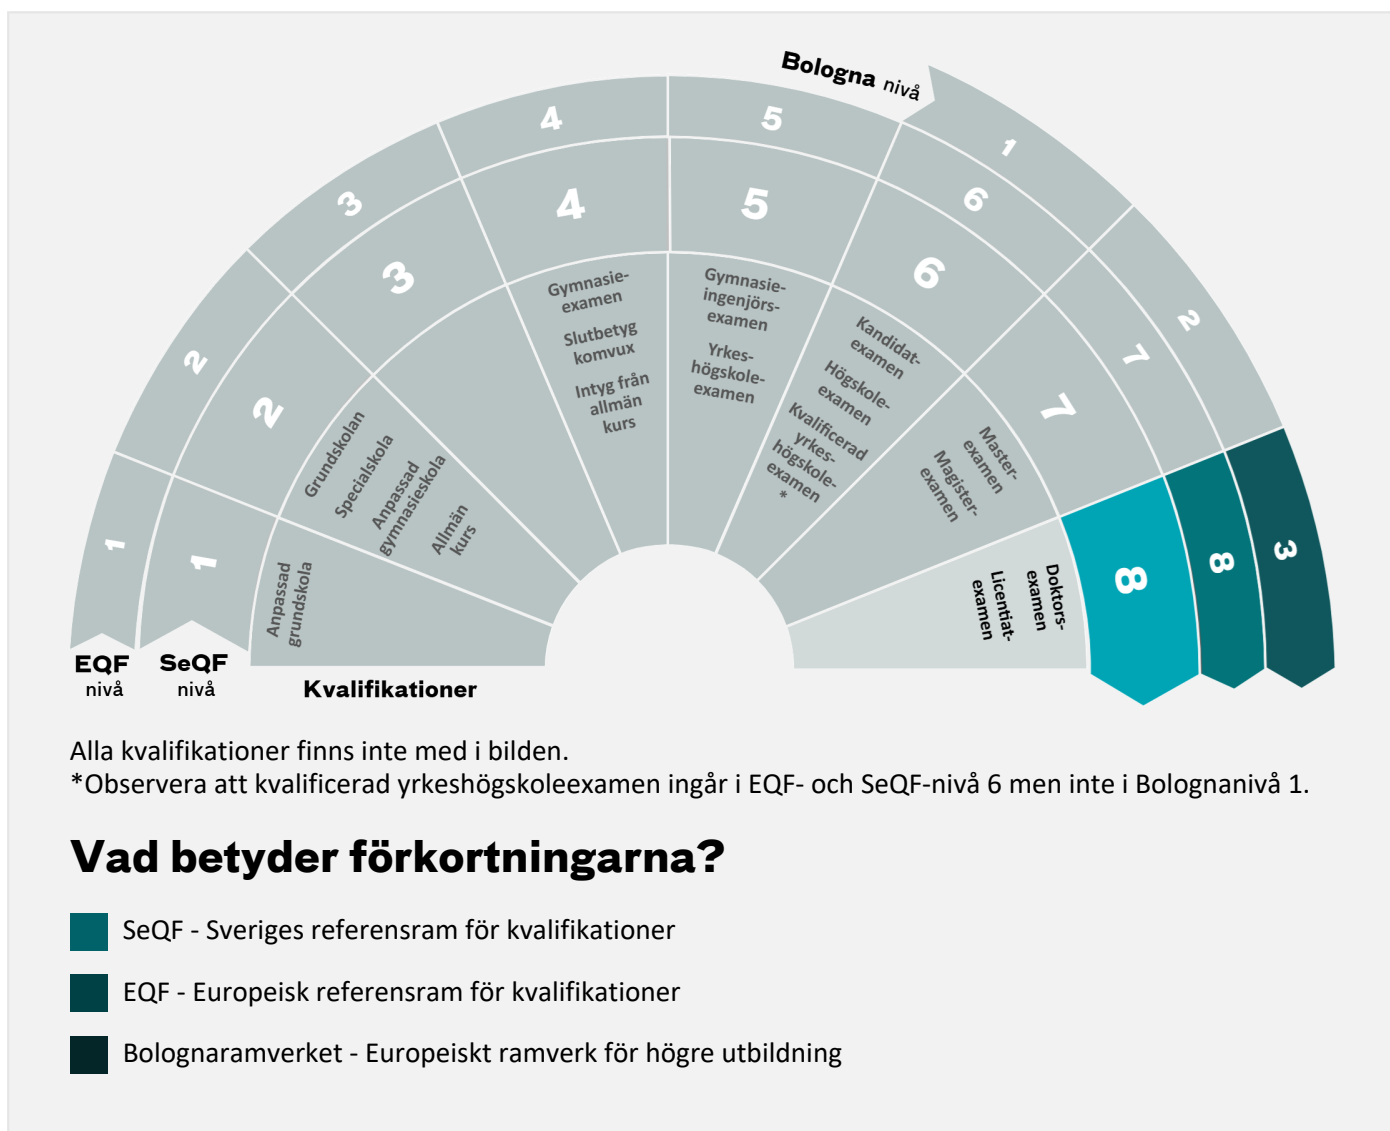 Bologna nivå
1
2
3
1
2
3
4
5
6
7
8
1
2
3
4
5
6
7
8
Anpassad
grundskola
Grundskolan
Specialskola
Anpassad
gymnasieskola
Allmän
kurs
Gymnasie-
examen
Slutbetyg
komvux
Intyg från
allmän
kurs
Gymnasie-
ingenjörs-
examen
Yrkes-
högskole-
examen
Kandidat-
examen
Högskole-
examen
Kvalificerad
yrkes-
högskole-
examen
*
Master-
examen
Magister-
examen
Doktors-
examen
Licentiat-
examen
EQF
nivå
SeQF
nivå
Kvalifikationer
Alla kvalifikationer finns inte med i bilden.
*Observera att kvalificerad yrkeshögskoleexamen ingår i EQF- och SeQF-nivå 6 men inte i Bolognanivå 1.
Vad betyder förkortningarna?
SeQF - Sveriges referensram för kvalifikationer
EQF - Europeisk referensram för kvalifikationer
Bolognaramverket - Europeiskt ramverk för högre utbildning